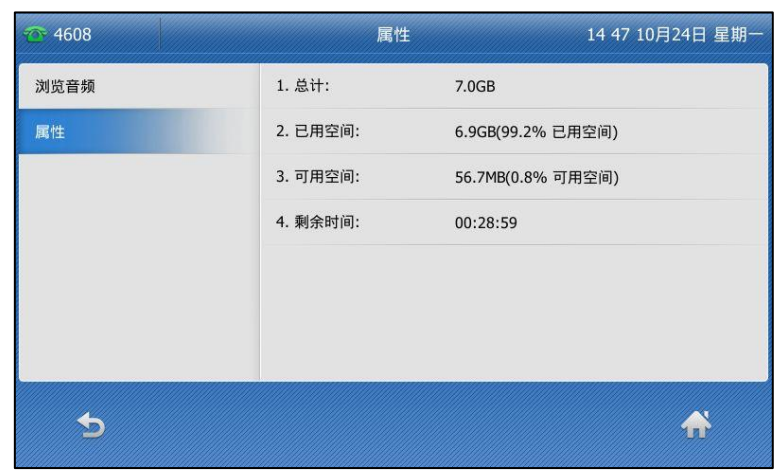 4608 属性 14 47 10月24日 星期一
浏览音频
属性
1. 总计: 7.0GB
2. 已用空间: 6.9GB(99.2% 已用空间)
3. 可用空间: 56.7MB(0.8% 可用空间)
4. 剩余时间: 00:28:59